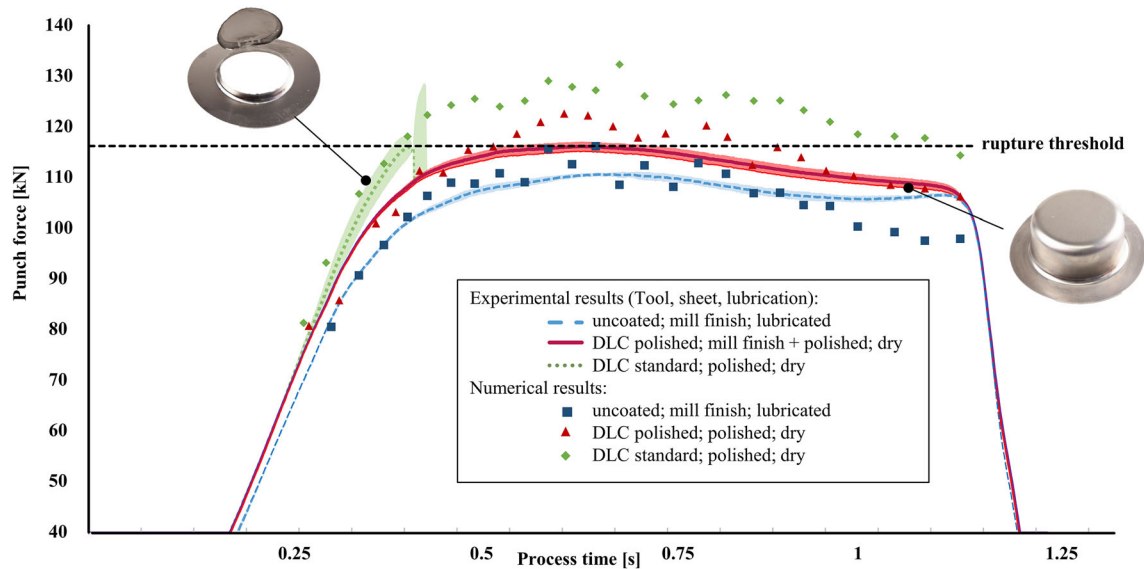 140
130
120
110
100
90
80
70
60
50
40
Punch force [kN]
rupture threshold
Experimental results (Tool, sheet, lubrication):
uncoated; mill finish; lubricated
DLC polished; mill finish + polished; dry
DLC standard; polished; dry
Numerical results:
uncoated; mill finish; lubricated
DLC polished; polished; dry
DLC standard; polished; dry
0.25 0.5 0.75 1 1.25
Process time [s]